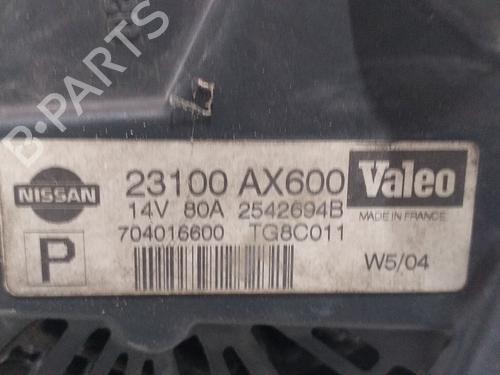 B-PARTS
NISSAN
23100 AX600
Valeo
14V 80A 2542694B
MADE IN FRANCE
704016600 TG8C011
P
W5/04